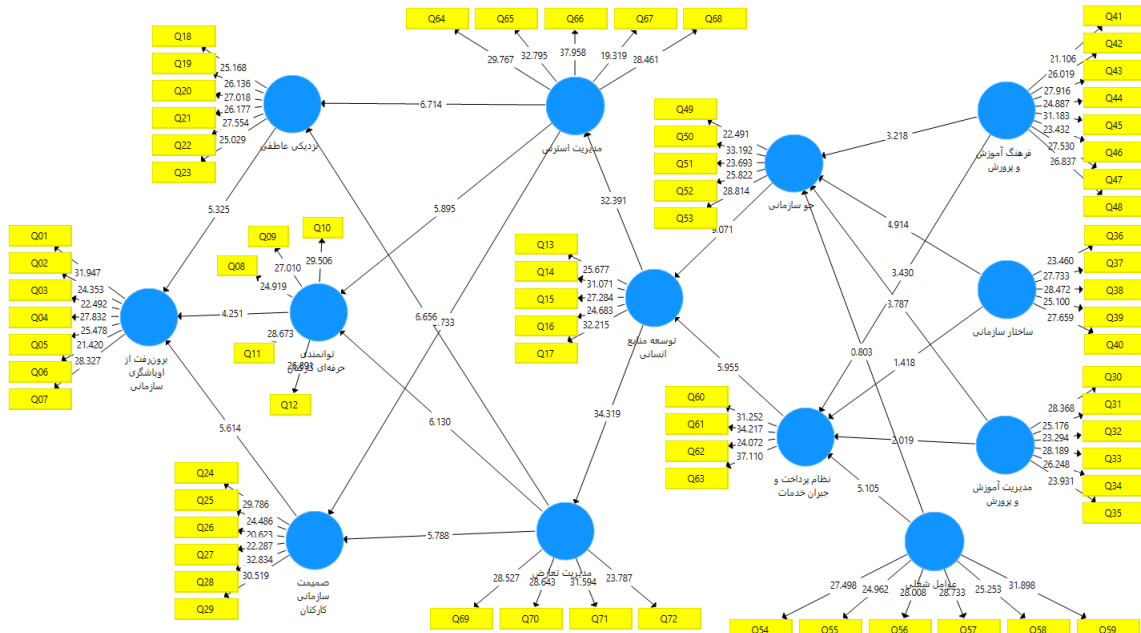 Q64
Q65
Q66
Q67
Q68
29.767
32.795
37.958
19.319
28.461
مدیریت استرس
Q18
Q19
Q20
Q21
Q22
Q23
25.168
26.136
27.018
26.177
27.554
25.029
نزدیکی عاطفی
6.714
Q41
Q42
Q43
Q44
Q45
Q46
Q47
Q48
21.106
26.019
27.916
24.887
31.183
23.432
27.530
26.837
فرهنگ آموزش
و پرورش
Q49
Q50
Q51
Q52
Q53
22.491
33.192
23.693
25.822
28.814
جو سازمانی
3.218
5.325
5.895
32.391
4.914
9.071
3.430
3.787
Q01
Q02
Q03
Q04
Q05
Q06
Q07
31.947
24.353
22.492
27.832
25.478
21.420
28.327
برون‌رفت از
اوباشگری
سازمانی
Q08
Q09
Q10
Q11
Q12
24.919
27.010
29.506
28.673
توانمندی
حرفه‌ای کارکنان
4.251
6.656
Q13
Q14
Q15
Q16
Q17
25.677
31.071
27.284
24.683
32.215
توسعه منابع
انسانی
Q36
Q37
Q38
Q39
Q40
23.460
27.733
28.472
25.100
27.659
ساختار سازمانی
0.803
1.418
5.955
5.614
6.130
34.319
Q60
Q61
Q62
Q63
31.252
34.217
24.072
37.110
نظام پرداخت و
جبران خدمات
2.019
5.105
Q30
Q31
Q32
Q33
Q34
Q35
28.368
25.176
23.294
28.189
26.248
23.931
مدیریت آموزش
و پرورش
Q24
Q25
Q26
Q27
Q28
Q29
29.786
24.486
20.623
22.287
32.834
30.519
صمیمت
سازمانی
کارکنان
5.788
مدیریت تعارض
28.527
28.643
31.594
23.787
Q69
Q70
Q71
Q72
عوامل شغلی
27.498
24.962
28.008
28.733
25.253
31.898
Q54
Q55
Q56
Q57
Q58
Q59